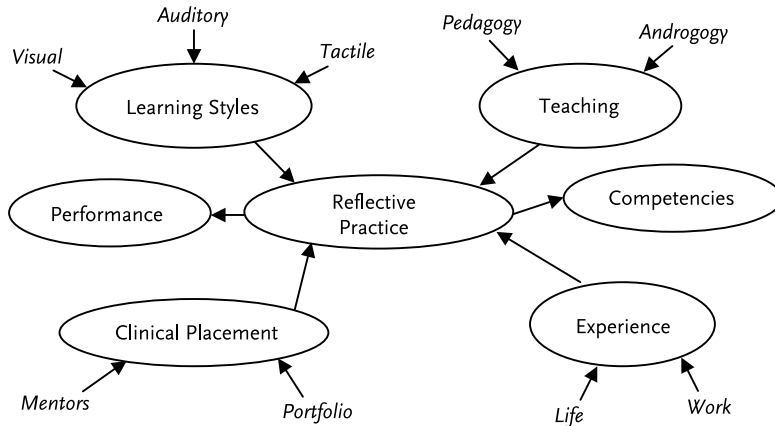 Auditory
Visual
Tactile
Learning Styles
Pedagogy
Androgogy
Teaching
Performance
Reflective
Practice
Competencies
Clinical Placement
Experience
Mentors
Portfolio
Life
Work